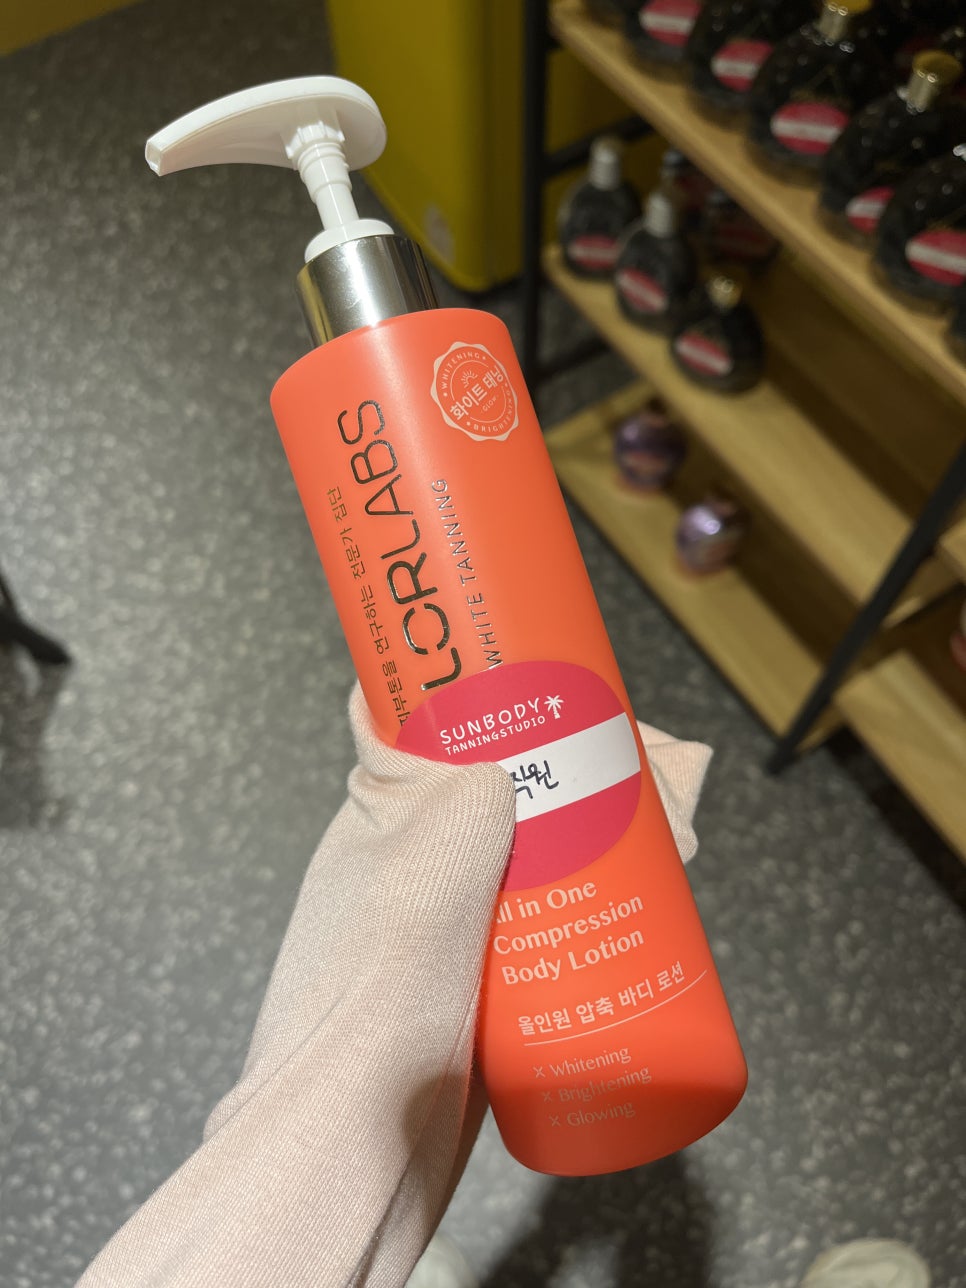 WHITENING
화이트 태닝
GLOW
BRIGHTENING
피부톤을 연구하는 전문가 집단
LCRLABS
WHITE TANNING
SUNBODY
TANNINGSTUDIO
직원
All in One
Compression
Body Lotion
올인원 압축 바디 로션
× Whitening
× Brightening
× Glowing